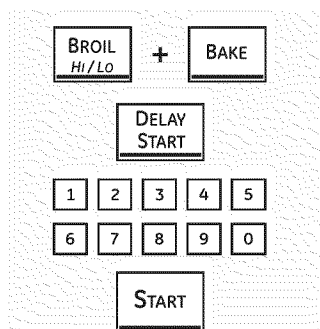 BROIL + BAKE
HI/LO
DELAY
START
1 2 3 4 5
6 7 8 9 0
START